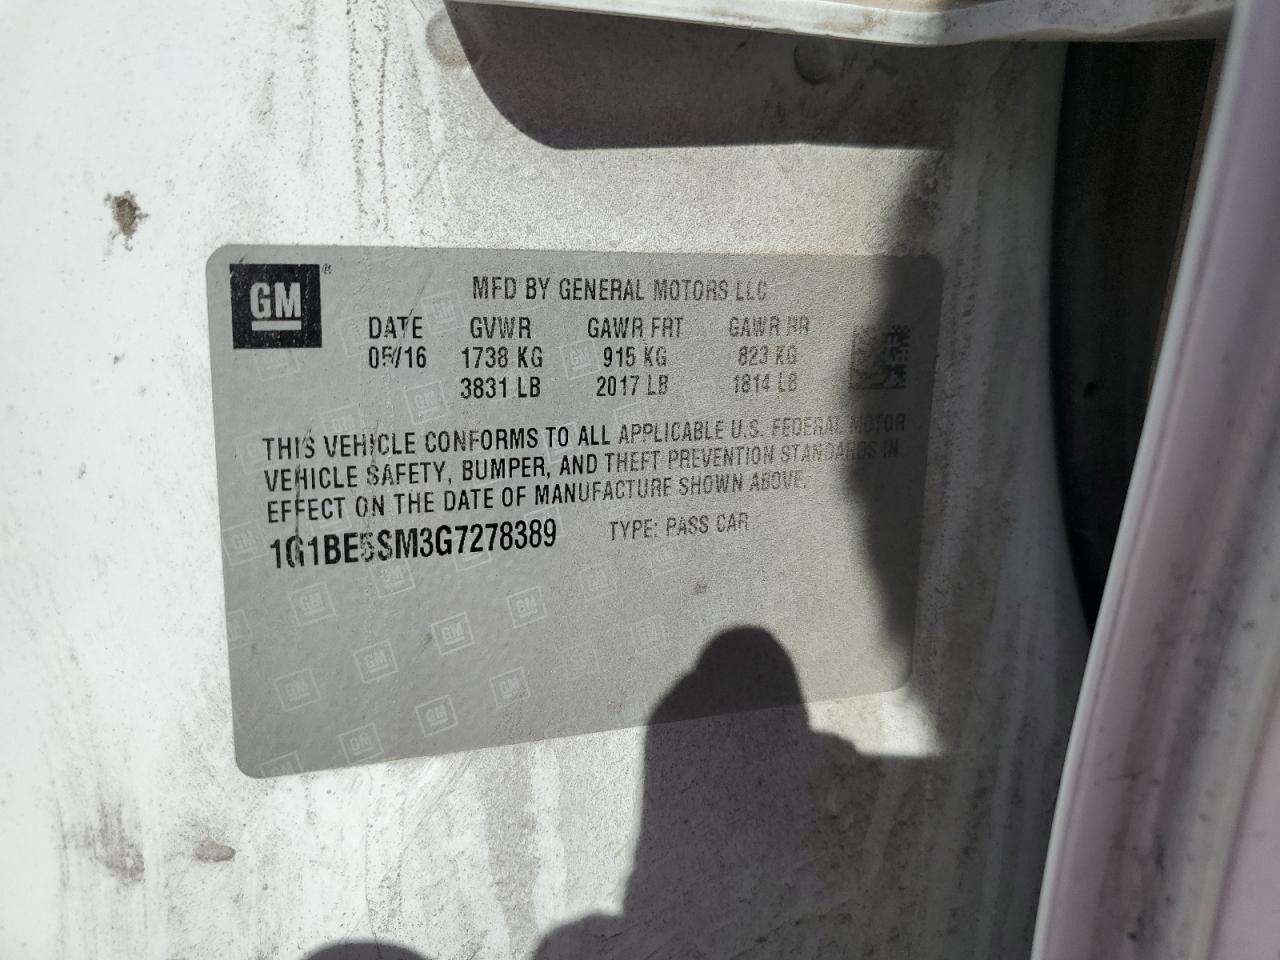 GM®
MFD BY GENERAL MOTORS LLC
DATE GVWR GAWR FRT GAWR RR
05/16 1738 KG 915 KG 823 KG
3831 LB 2017 LB 1814 LB
THIS VEHICLE CONFORMS TO ALL APPLICABLE U.S. FEDERAL MOTOR
VEHICLE SAFETY, BUMPER, AND THEFT PREVENTION STANDARDS IN
EFFECT ON THE DATE OF MANUFACTURE SHOWN ABOVE.
1G1BE5SM3G7278389 TYPE: PASS CAR